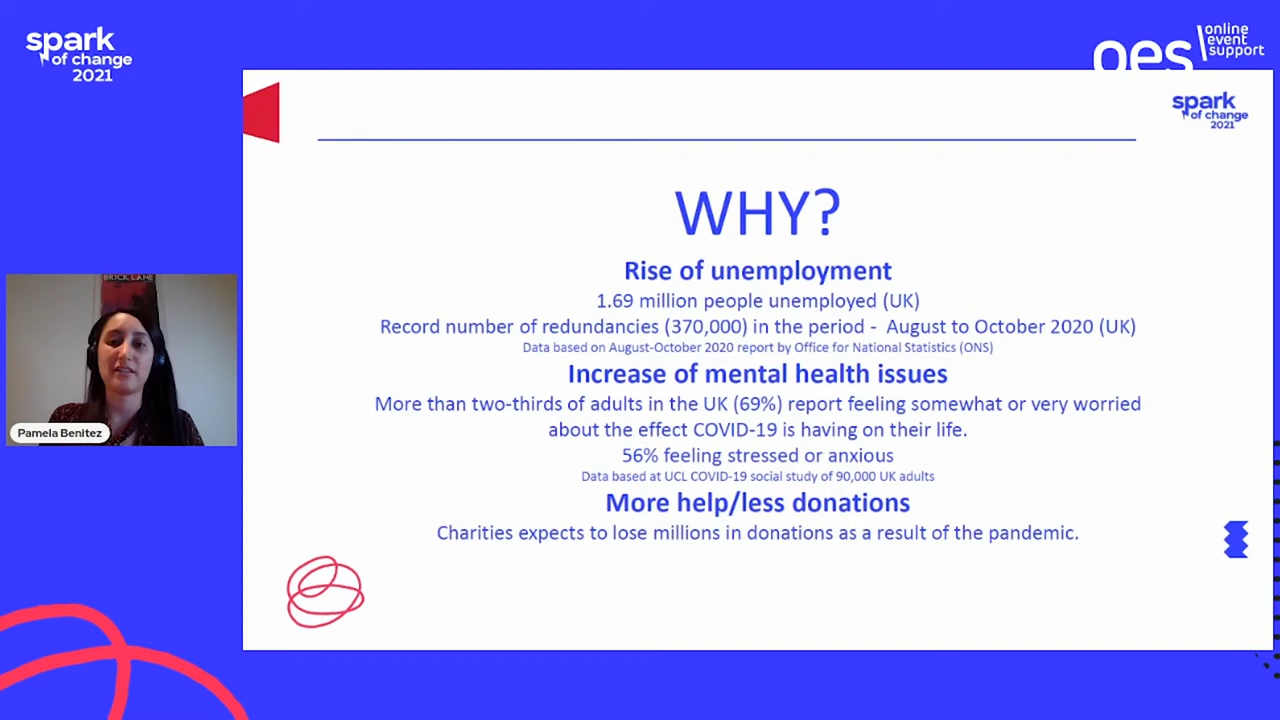 spark
of change
2021
oes
online
event
support
spark
of change
2021
WHY?
Rise of unemployment
1.69 million people unemployed (UK)
Record number of redundancies (370,000) in the period - August to October 2020 (UK)
Data based on August-October 2020 report by Office for National Statistics (ONS)
Increase of mental health issues
More than two-thirds of adults in the UK (69%) report feeling somewhat or very worried
about the effect COVID-19 is having on their life.
56% feeling stressed or anxious
Data based at UCL COVID-19 social study of 90,000 UK adults
More help/less donations
Charities expects to lose millions in donations as a result of the pandemic.
BRICK LANE
Pamela Benitez